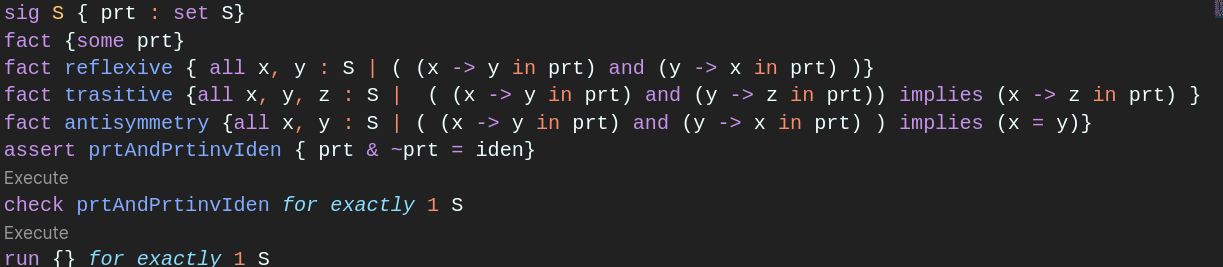 sig S { prt : set S}
fact {some prt}
fact reflexive { all x, y : S | ( (x -> y in prt) and (y -> x in prt) )}
fact trasitive {all x, y, z : S |  ( (x -> y in prt) and (y -> z in prt)) implies (x -> z in prt) }
fact antisymmetry {all x, y : S | ( (x -> y in prt) and (y -> x in prt) ) implies (x = y)}
assert prtAndPrtinvIden { prt & ~prt = iden}
Execute
check prtAndPrtinvIden for exactly 1 S
Execute
run {} for exactly 1 S